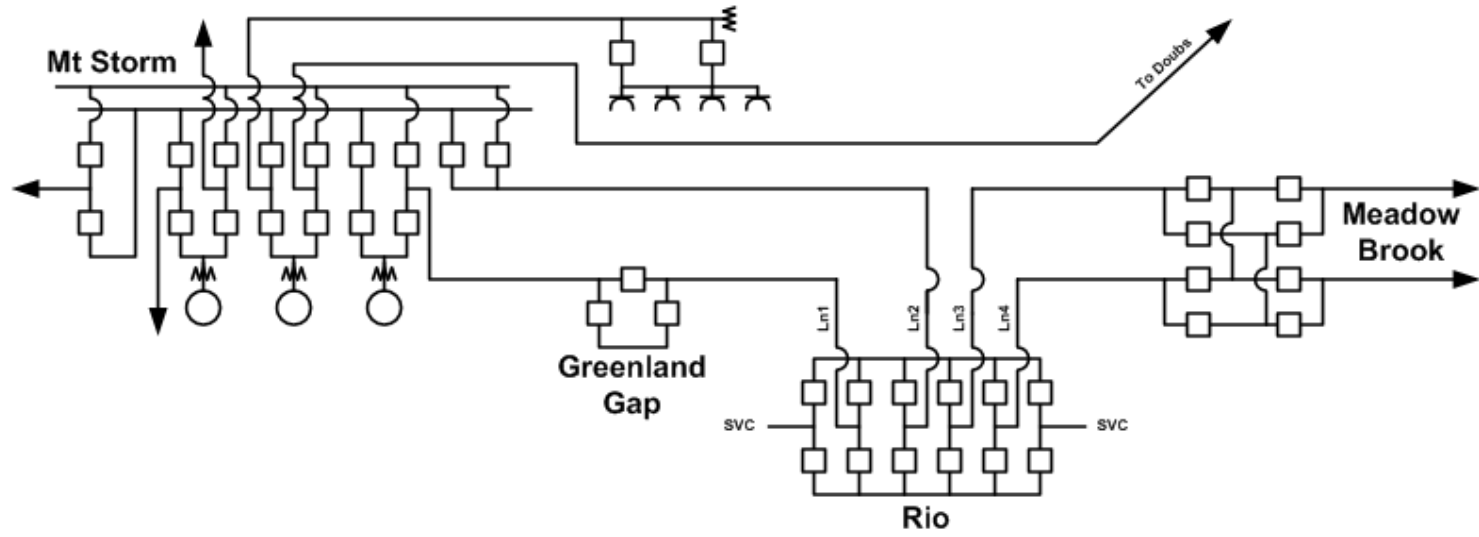 Mt Storm
To Doubs
Meadow
Brook
Ln1
Ln2
Ln3
Ln4
Greenland
Gap
SVC
SVC
Rio